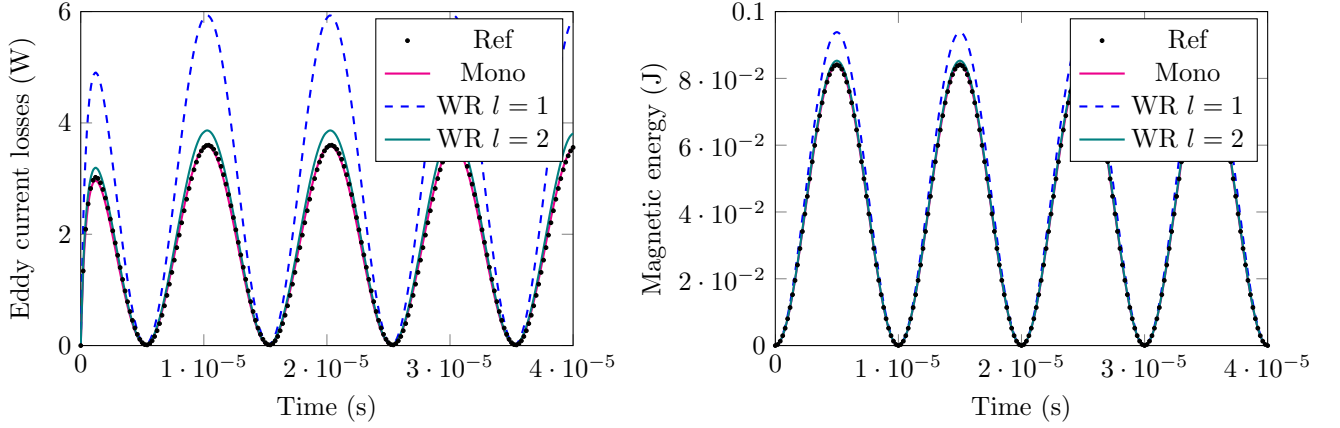 6
4
2
0
Eddy current losses (W)
0
1 · 10⁻⁵
2 · 10⁻⁵
3 · 10⁻⁵
4 · 10⁻⁵
Time (s)
Ref
Mono
WR l = 1
WR l = 2
0.1
8 · 10⁻²
6 · 10⁻²
4 · 10⁻²
2 · 10⁻²
0
Magnetic energy (J)
0
1 · 10⁻⁵
2 · 10⁻⁵
3 · 10⁻⁵
4 · 10⁻⁵
Time (s)
Ref
Mono
WR l = 1
WR l = 2